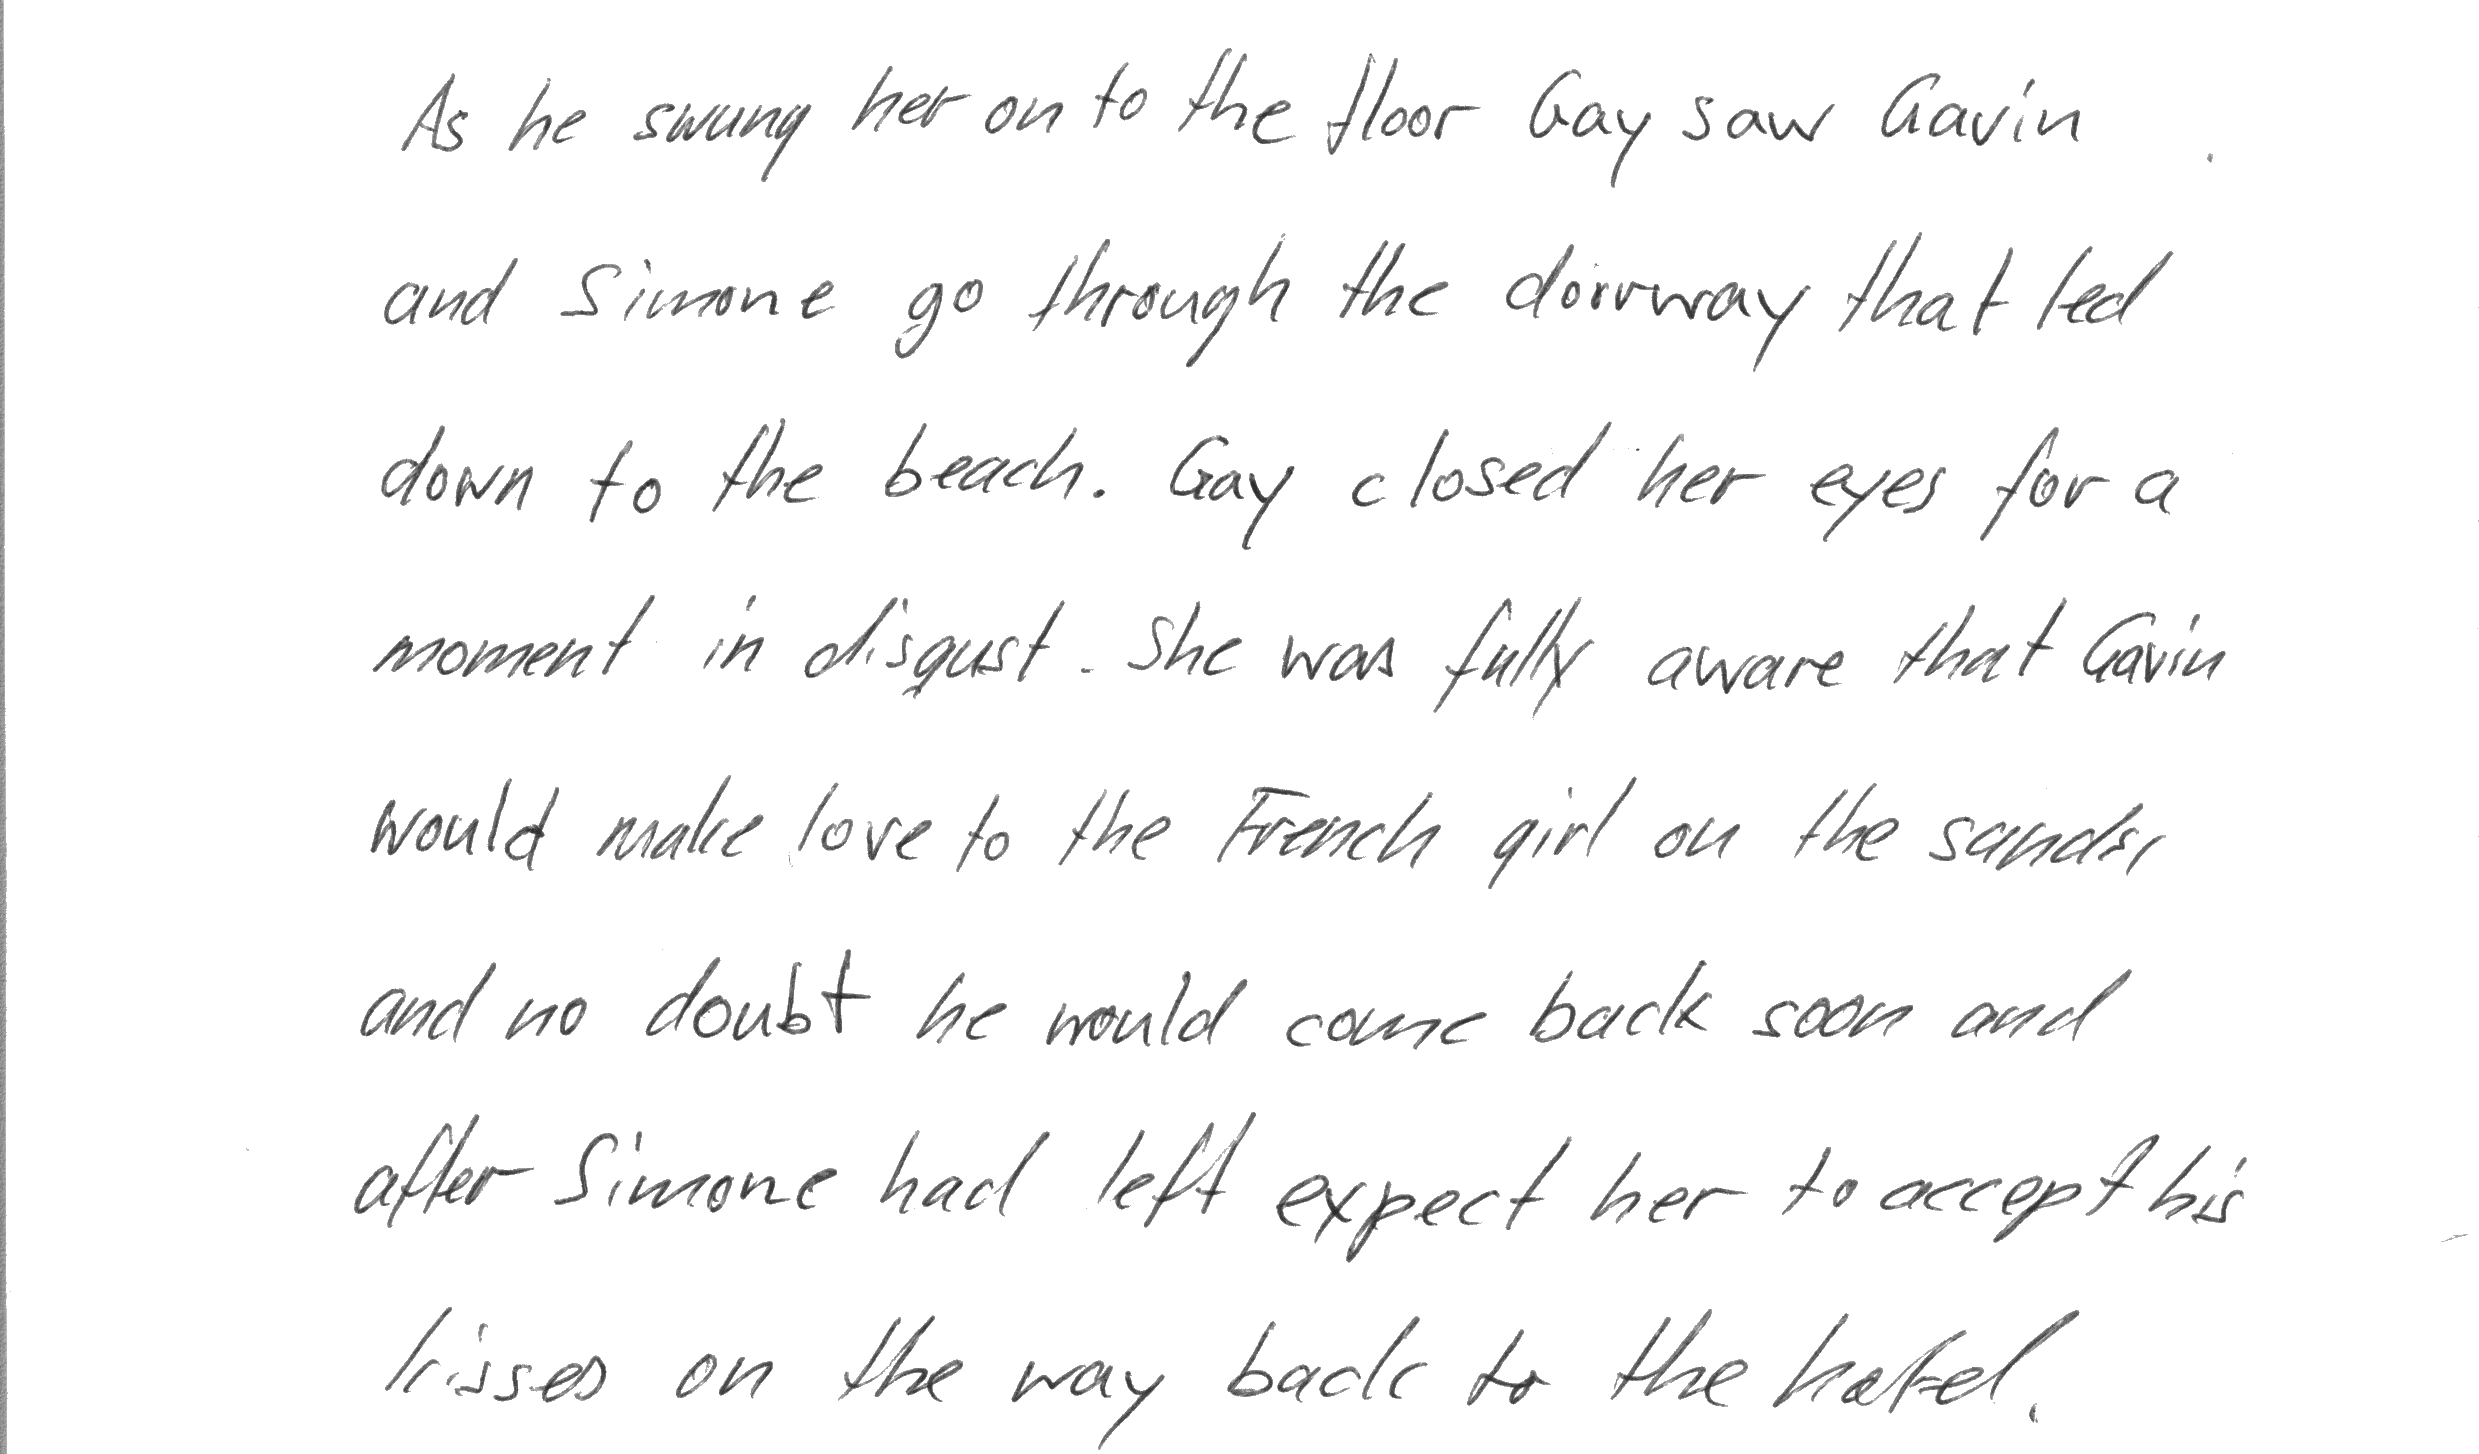 As he swung her on to the floor Gay saw Gavin
and Simone go through the doorway that led
down to the beach. Gay closed her eyes for a
moment in disgust. She was fully aware that Gavin
would make love to the French girl on the sands,
and no doubt he would come back soon and
after Simone had left expect her to accept his
kisses on the way back to the hotel.